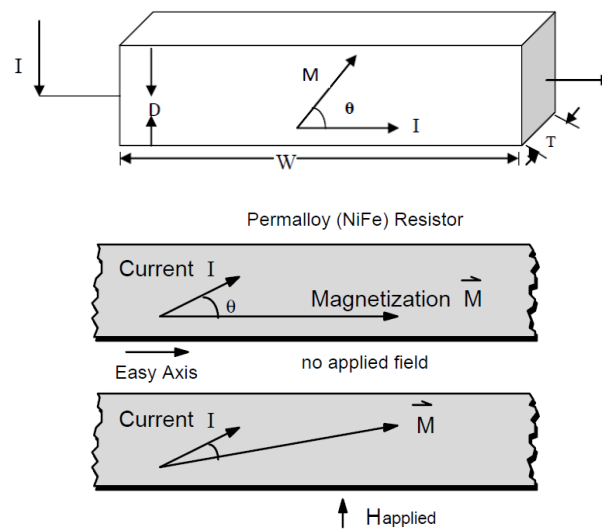 I
D
M
θ
I
W
T
Permalloy (NiFe) Resistor
Current I
θ
Magnetization M
Easy Axis
no applied field
Current I
M
Happlied